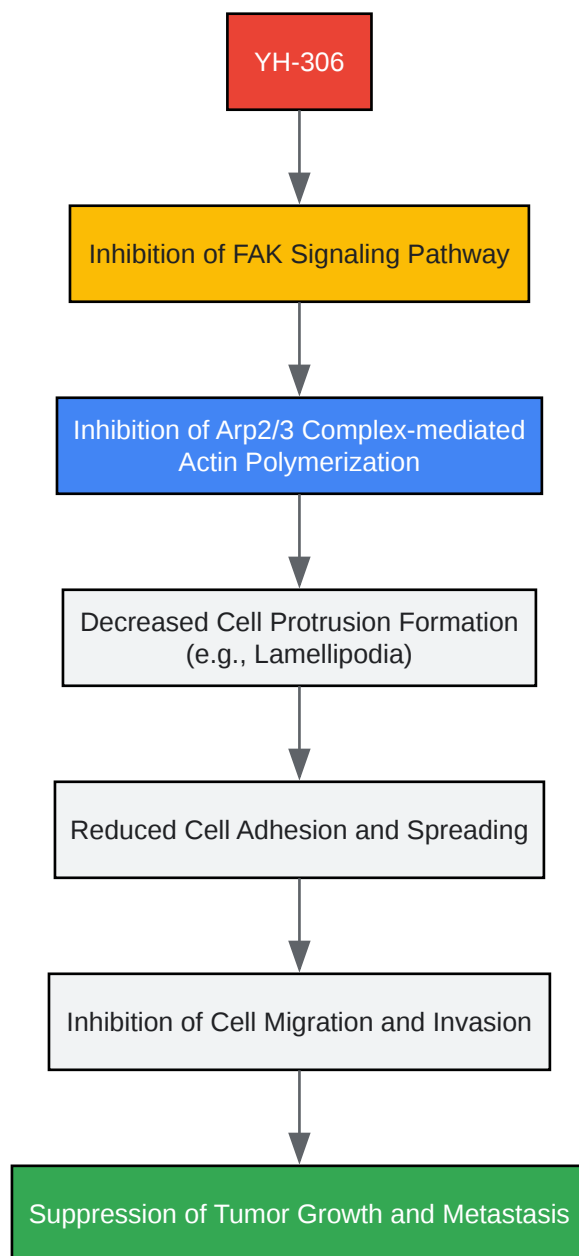 YH-306
Inhibition of FAK Signaling Pathway
Inhibition of Arp2/3 Complex-mediated
Actin Polymerization
Decreased Cell Protrusion Formation
(e.g., Lamellipodia)
Reduced Cell Adhesion and Spreading
Inhibition of Cell Migration and Invasion
Suppression of Tumor Growth and Metastasis